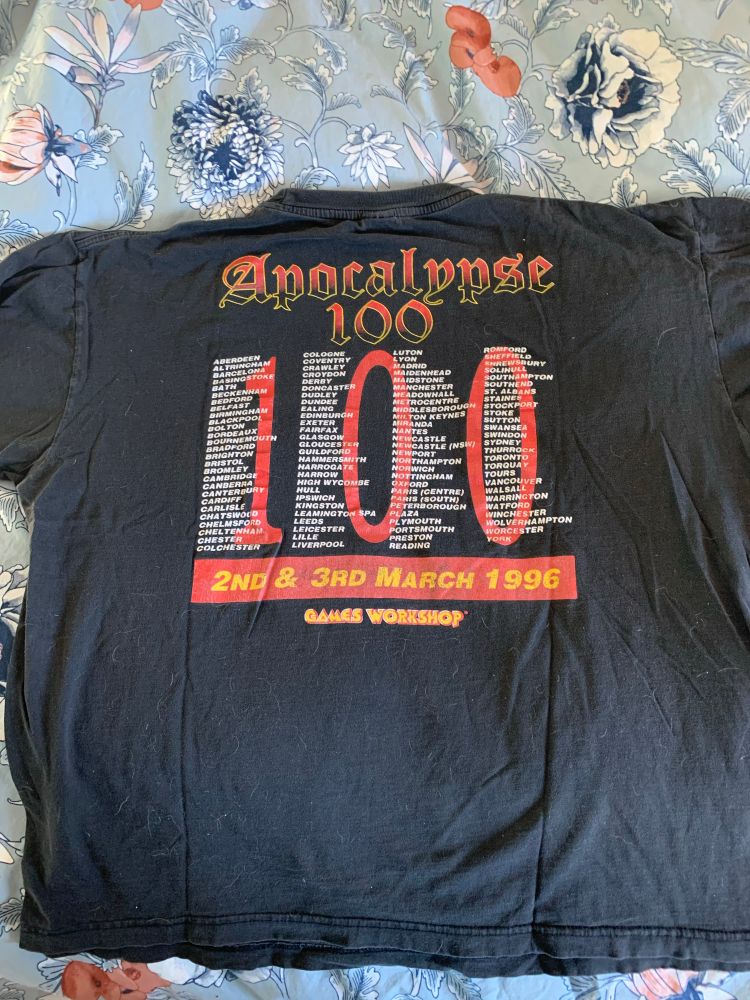 Apocalypse
100
ABERDEEN
ALTRINCHAM
BARCELONA
BASINGSTOKE
BATH
BECKENHAM
BEDFORD
BELFAST
BIRMINGHAM
BLACKPOOL
BOLTON
BORDEAUX
BOURNEMOUTH
BRADFORD
BRIGHTON
BRISTOL
BROMLEY
CAMBRIDGE
CANBERRA
CANTERBURY
CARDIFF
CARLISLE
CHATSWOOD
CHELMSFORD
CHELTENHAM
CHESTER
COLCHESTER
COLOGNE
COVENTRY
CRAWLEY
CROYDON
DERBY
DONCASTER
DUDLEY
DUNDEE
EALING
EDINBURGH
EXETER
FAIRFAX
GLASGOW
GLOUCESTER
GUILDFORD
HAMMERSMITH
HARROGATE
HARROW
HIGH WYCOMBE
HULL
IPSWICH
KINGSTON
LEAMINGTON SPA
LEEDS
LEICESTER
LILLE
LIVERPOOL
LUTON
LYON
MADRID
MAIDENHEAD
MAIDSTONE
MANCHESTER
MEADOWHALL
METROCENTRE
MIDDLESBOROUGH
MILTON KEYNES
MIRANDA
NANTES
NEWCASTLE
NEWCASTLE (NSW)
NEWPORT
NORTHAMPTON
NORWICH
NOTTINGHAM
OXFORD
PARIS (CENTRE)
PARIS (SOUTH)
PETERBOROUGH
PLAZA
PLYMOUTH
PORTSMOUTH
PRESTON
READING
ROMFORD
SHEFFIELD
SHREWSBURY
SOLIHULL
SOUTHAMPTON
SOUTHEND
ST. ALBANS
STAINES
STOCKPORT
STOKE
SUTTON
SWANSEA
SWINDON
SYDNEY
THURROCK
TORONTO
TORQUAY
TOURS
VANCOUVER
WALSALL
WARRINGTON
WATFORD
WINCHESTER
WOLVERHAMPTON
WORCESTER
YORK
100
2ND & 3RD MARCH 1996
GAMES WORKSHOP